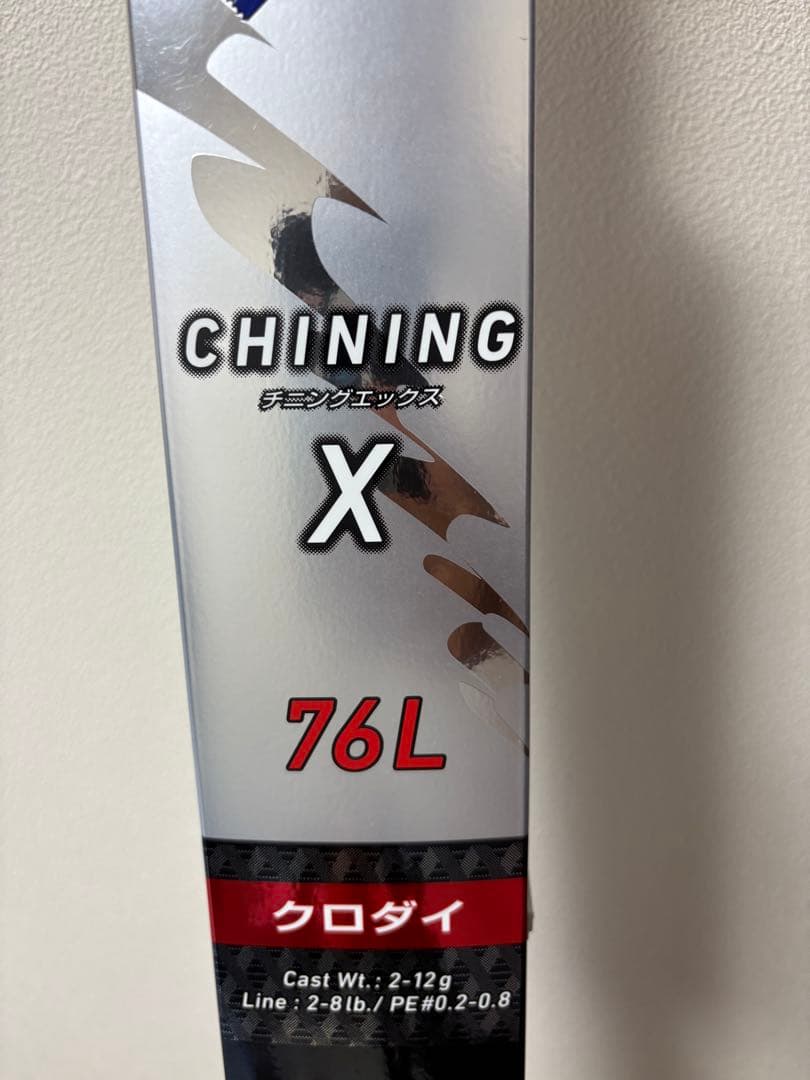 CHINING
チニングエックス
X
76L
クロダイ
Cast Wt.: 2-12g
Line : 2-8lb./ PE#0.2-0.8